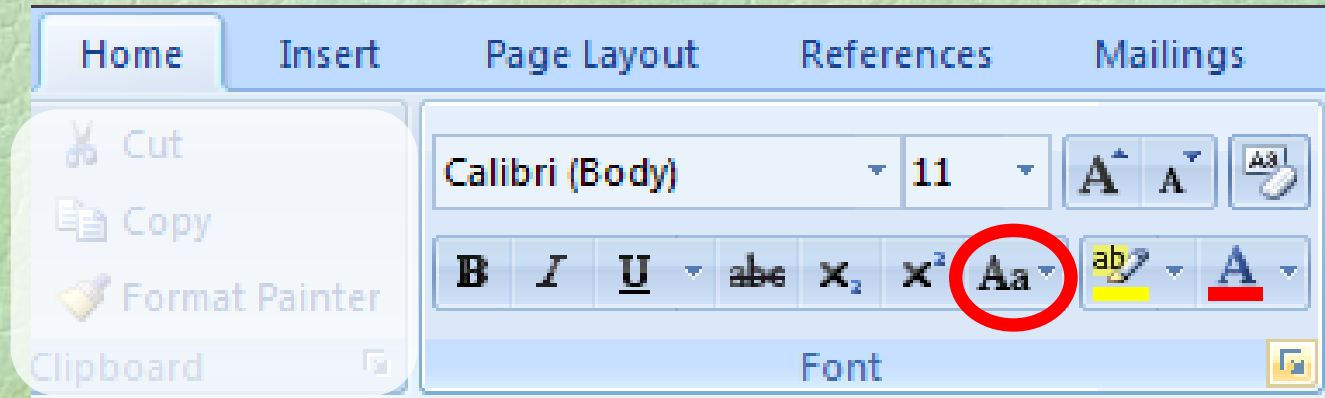 Home Insert Page Layout References Mailings
Cut
Copy
Format Painter
Clipboard
Calibri (Body) 11 A A Aa
B I U abc X₂ X² Aa ab A
Font